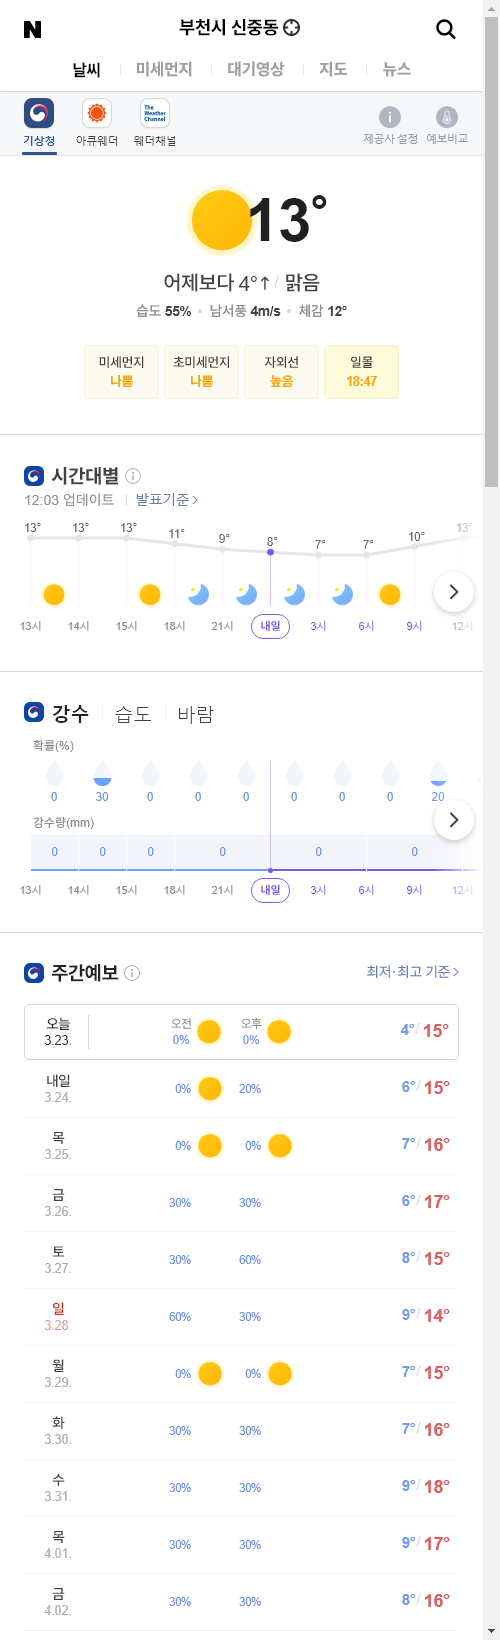 N
부천시 신중동
날씨 미세먼지 대기영상 지도 뉴스
기상청 아큐웨더 The Weather Channel 웨더채널 제공사 설정 예보비교
13°
어제보다 4°↑ / 맑음
습도 55% 남서풍 4m/s 체감 12°
미세먼지 초미세먼지 자외선 일몰
나쁨 나쁨 높음 18:47
시간대별
12:03 업데이트 발표기준 >
13° 13° 13° 11° 9° 8° 7° 7° 10° 13°
13시 14시 15시 18시 21시 내일 3시 6시 9시 12시
강수 습도 바람
확률(%)
0 30 0 0 0 0 0 0 20
강수량(mm)
0 0 0 0 0 0
13시 14시 15시 18시 21시 내일 3시 6시 9시 12시
주간예보 최저·최고 기준 >
오늘 3.23. 오전 0% 오후 0% 4°/15°
내일 3.24. 0% 20% 6°/15°
목 3.25. 0% 0% 7°/16°
금 3.26. 30% 30% 6°/17°
토 3.27. 30% 60% 8°/15°
일 3.28. 60% 30% 9°/14°
월 3.29. 0% 0% 7°/15°
화 3.30. 30% 30% 7°/16°
수 3.31. 30% 30% 9°/18°
목 4.01. 30% 30% 9°/17°
금 4.02. 30% 30% 8°/16°